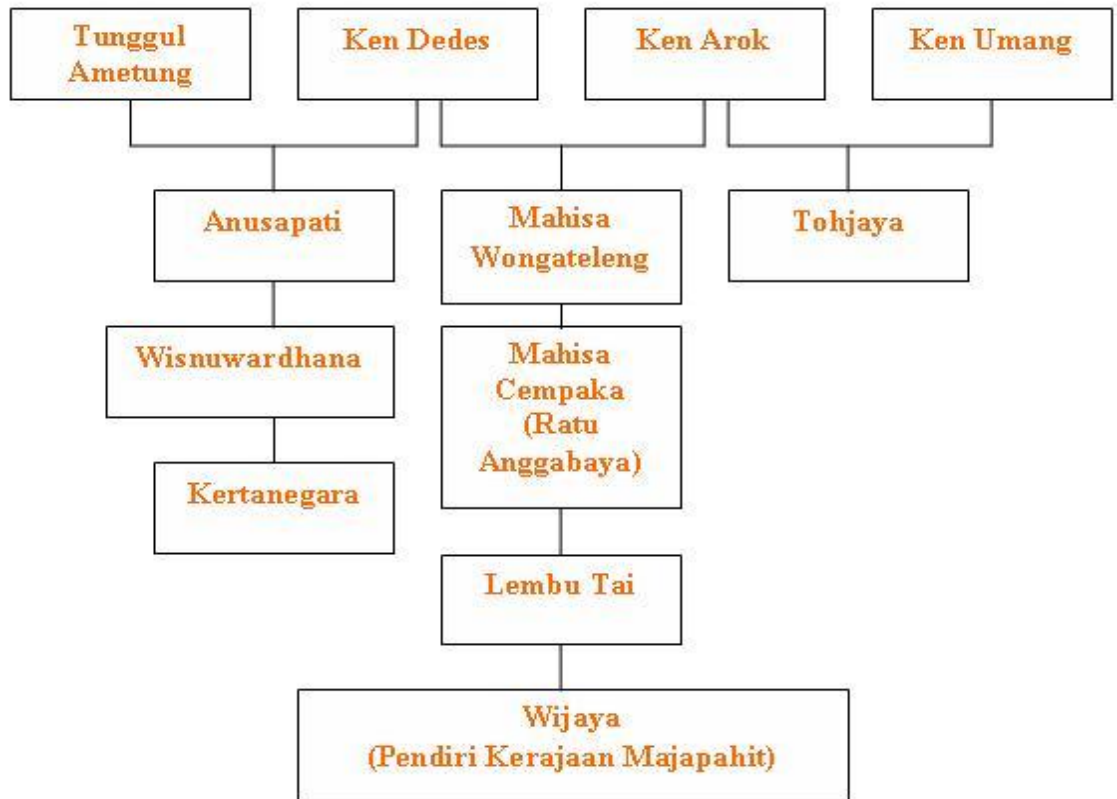 Tunggul
Ametung
Ken Dedes
Ken Arok
Ken Umang
Anusapati
Mahisa
Wongateleng
Tohjaya
Wisnuwardhana
Mahisa
Cempaka
(Ratu
Anggabaya)
Kertanegara
Lembu Tai
Wijaya
(Pendiri Kerajaan Majapahit)